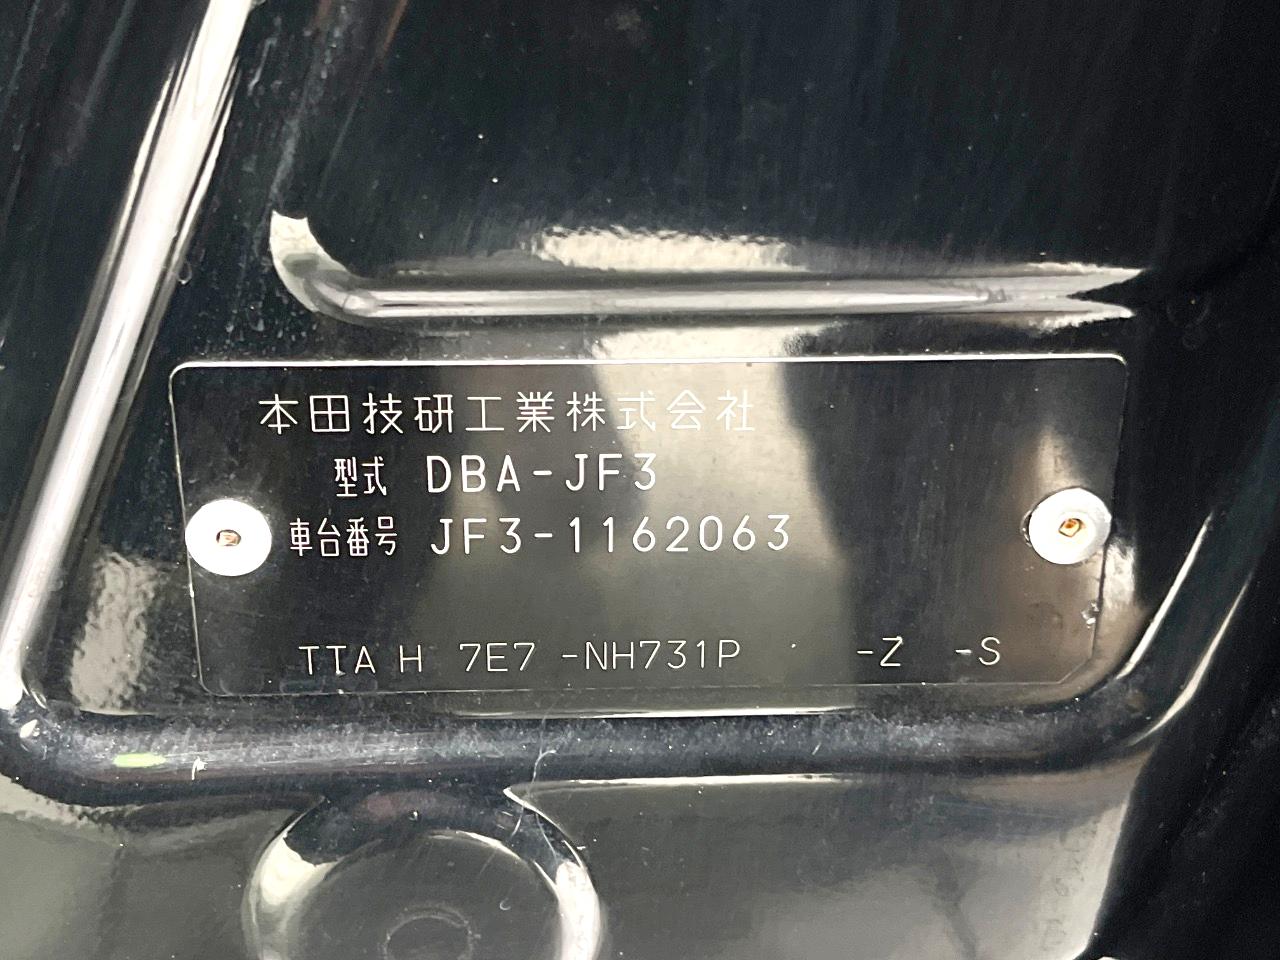 本田技研工業株式会社
型式 DBA-JF3
車台番号 JF3-1162063
TTA H 7E7 -NH731P -Z -S